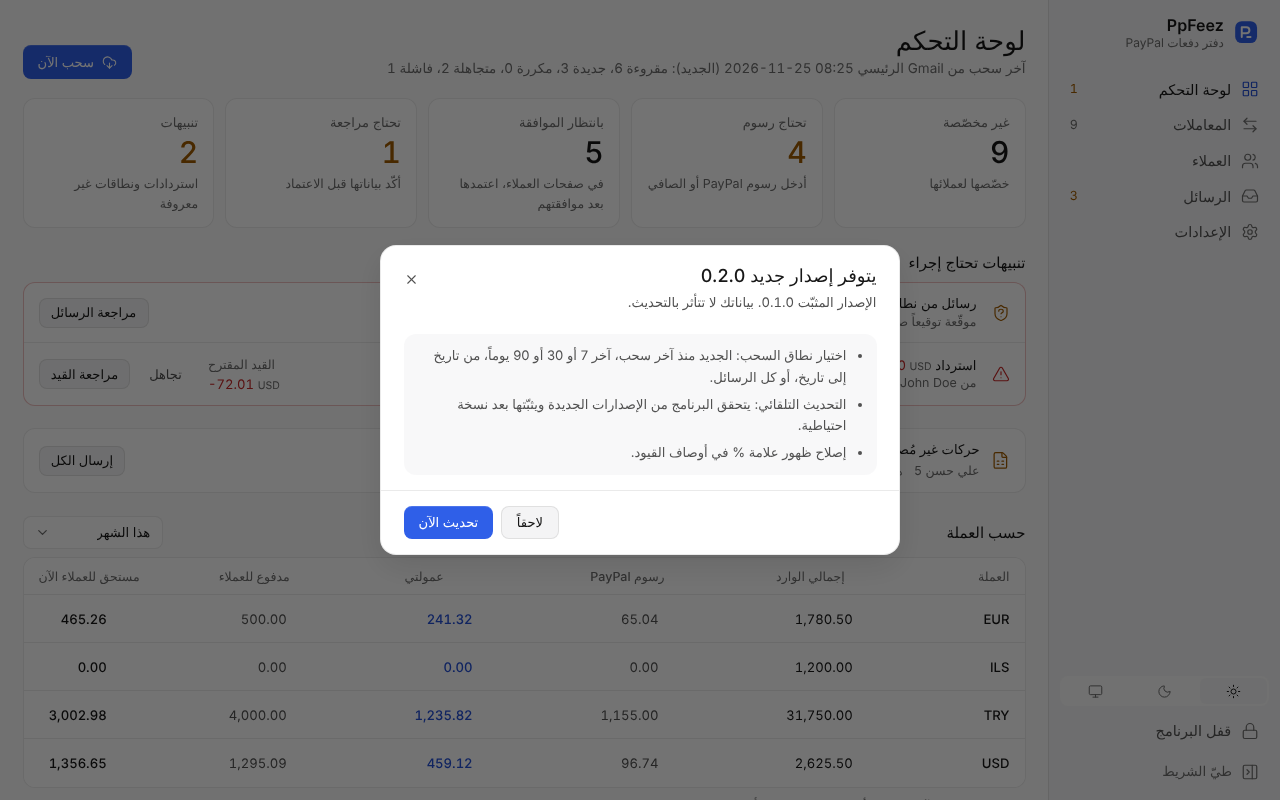 PpFeez
دفتر دفعات PayPal
لوحة التحكم
1
المعاملات
9
العملاء
الرسائل
3
الإعدادات
قفل البرنامج
طيّ الشريط
لوحة التحكم
آخر سحب من Gmail الرئيسي 2026-11-25 08:25 (الجديد): مقروءة 6، جديدة 3، مكررة 0، متجاهلة 2، فاشلة 1
سحب الآن
غير مخصّصة
9
خصّصها لعملائها
تحتاج رسوم
4
أدخل رسوم PayPal أو الصافي
بانتظار الموافقة
5
في صفحات العملاء، اعتمدها
بعد موافقتهم
تحتاج مراجعة
1
أكّد بياناتها قبل الاعتماد
تنبيهات
2
استردادات ونطاقات غير
معروفة
تنبيهات تحتاج إجراء
رسائل من
موقّعة توقيعاً
مراجعة الرسائل
استرداد USD
من John Doe
القيد المقترح
-72.01 USD
تجاهل
مراجعة القيد
حركات غير
علي حسن 5
إرسال الكل
يتوفر إصدار جديد 0.2.0
الإصدار المثبّت 0.1.0. بياناتك لا تتأثر بالتحديث.
• اختيار نطاق السحب: الجديد منذ آخر سحب، آخر 7 أو 30 أو 90 يوماً، من تاريخ
إلى تاريخ، أو كل الرسائل.
• التحديث التلقائي: يتحقق البرنامج من الإصدارات الجديدة ويثبّتها بعد نسخة
احتياطية.
• إصلاح ظهور علامة % في أوصاف القيود.
لاحقاً
تحديث الآن
حسب العملة
هذا الشهر
العملة إجمالي الوارد رسوم PayPal عمولتي مدفوع للعملاء مستحق للعملاء الآن
EUR 1,780.50 65.04 241.32 500.00 465.26
ILS 1,200.00 0.00 0.00 0.00 0.00
TRY 31,750.00 1,155.00 1,235.82 4,000.00 3,002.98
USD 2,625.50 96.74 459.12 1,295.09 1,356.65